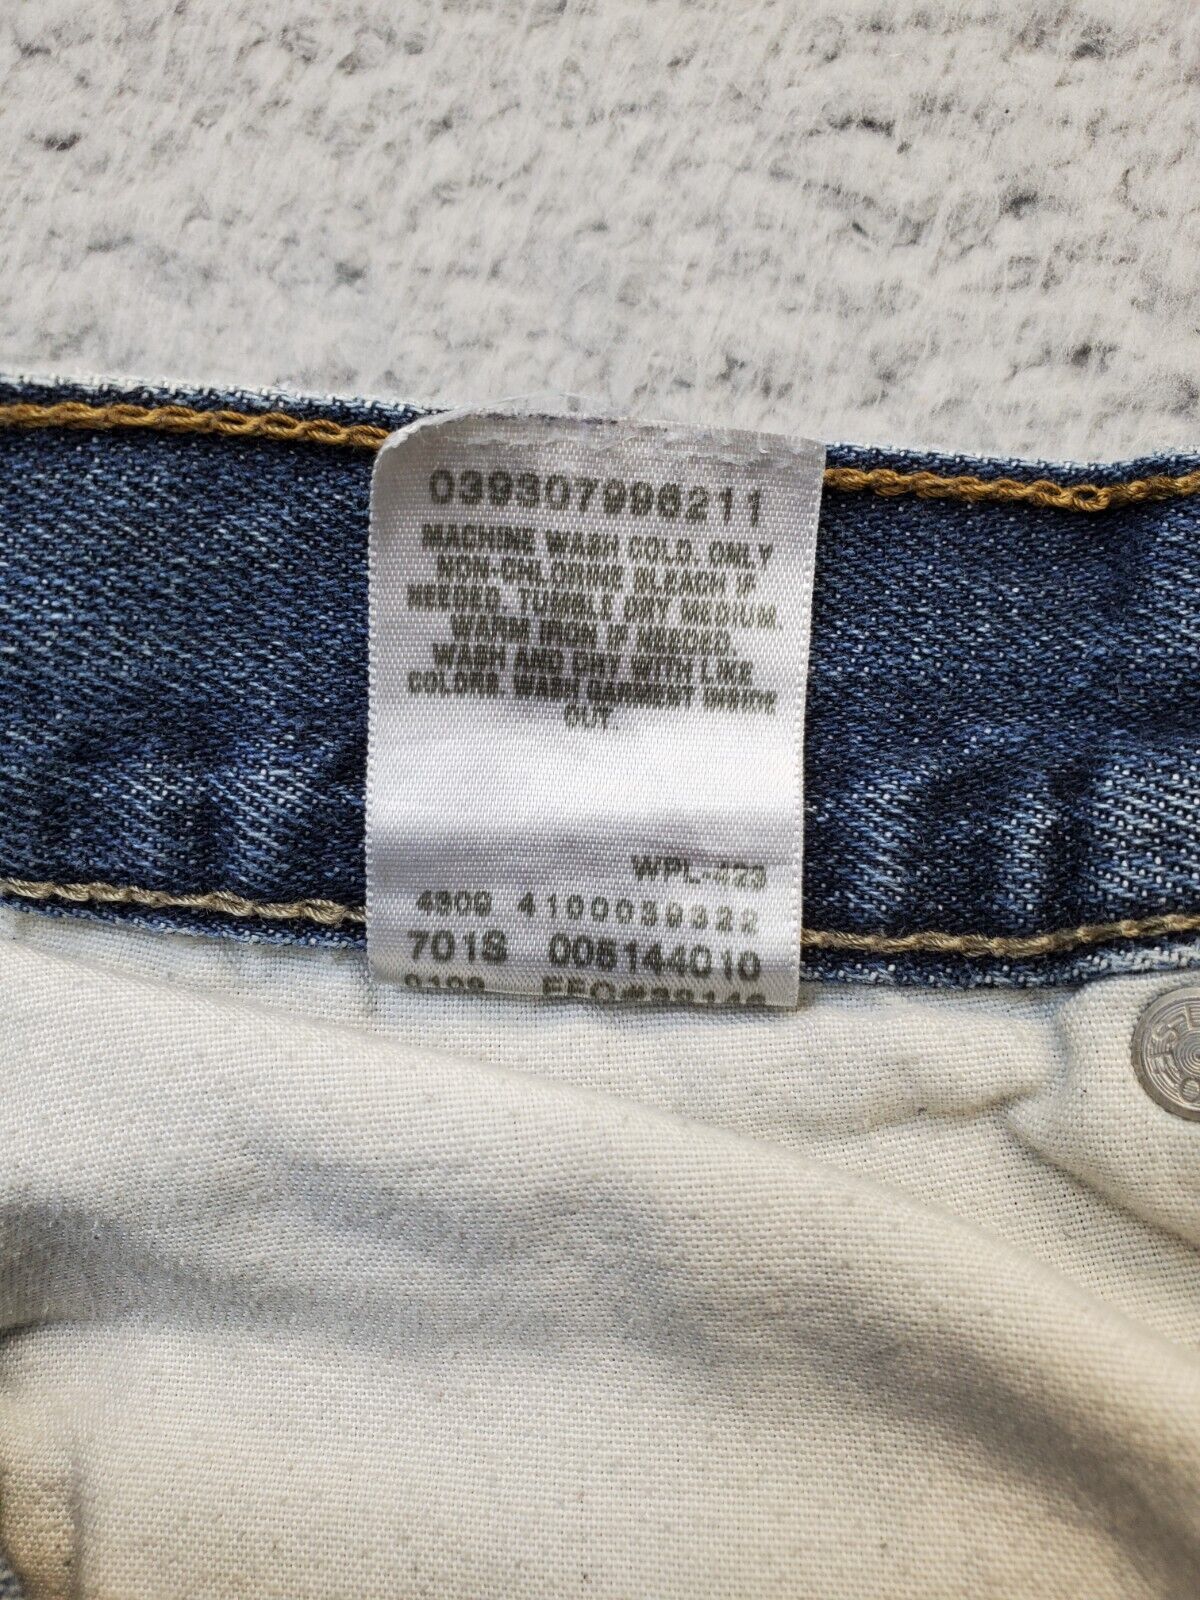 039307996211
MACHINE WASH COLD. ONLY
NON-CHLORINE BLEACH IF
NEEDED. TUMBLE DRY MEDIUM.
WARM IRON IF NEEDED.
WASH AND DRY WITH LIKE
COLORS. WASH GARMENT INSIDE
OUT
WPL-423
4309 4100039322
7018 005144010